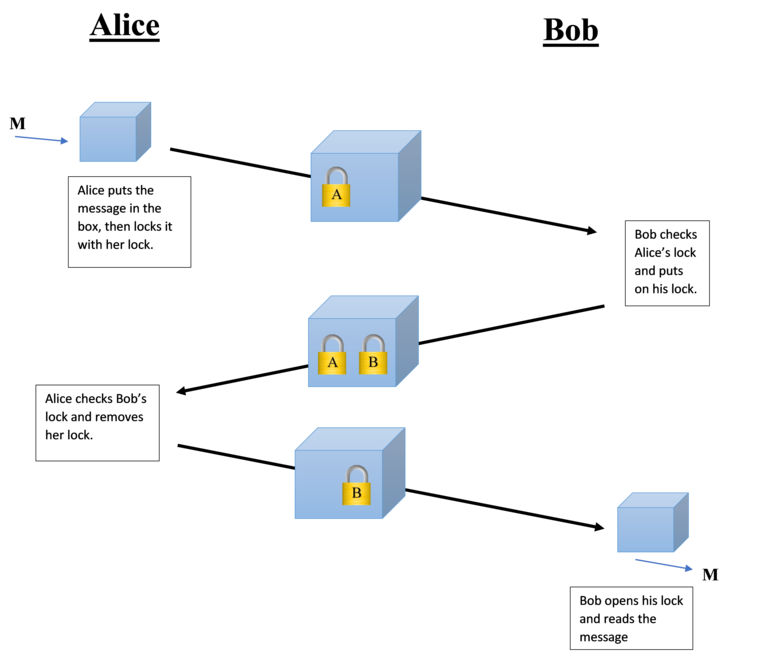 Alice
Bob
M
A
Alice puts the
message in the
box, then locks it
with her lock.
Bob checks
Alice's lock
and puts
on his lock.
A
B
Alice checks Bob's
lock and removes
her lock.
B
M
Bob opens his lock
and reads the
message